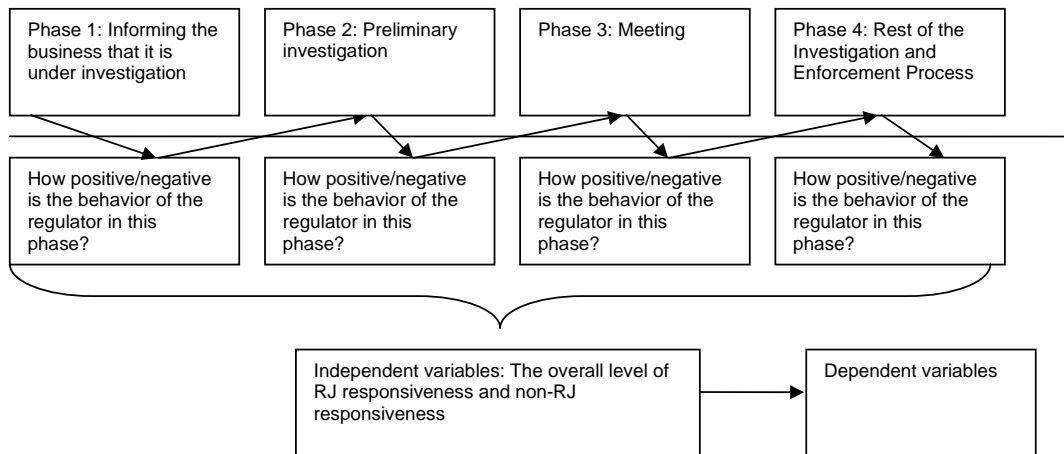 Phase 1: Informing the
business that it is
under investigation
Phase 2: Preliminary
investigation
Phase 3: Meeting
Phase 4: Rest of the
Investigation and
Enforcement Process
How positive/negative
is the behavior of the
regulator in this
phase?
How positive/negative
is the behavior of the
regulator in this
phase?
How positive/negative
is the behavior of the
regulator in this
phase?
How positive/negative
is the behavior of the
regulator in this
phase?
Independent variables: The overall level of
RJ responsiveness and non-RJ
responsiveness
Dependent variables